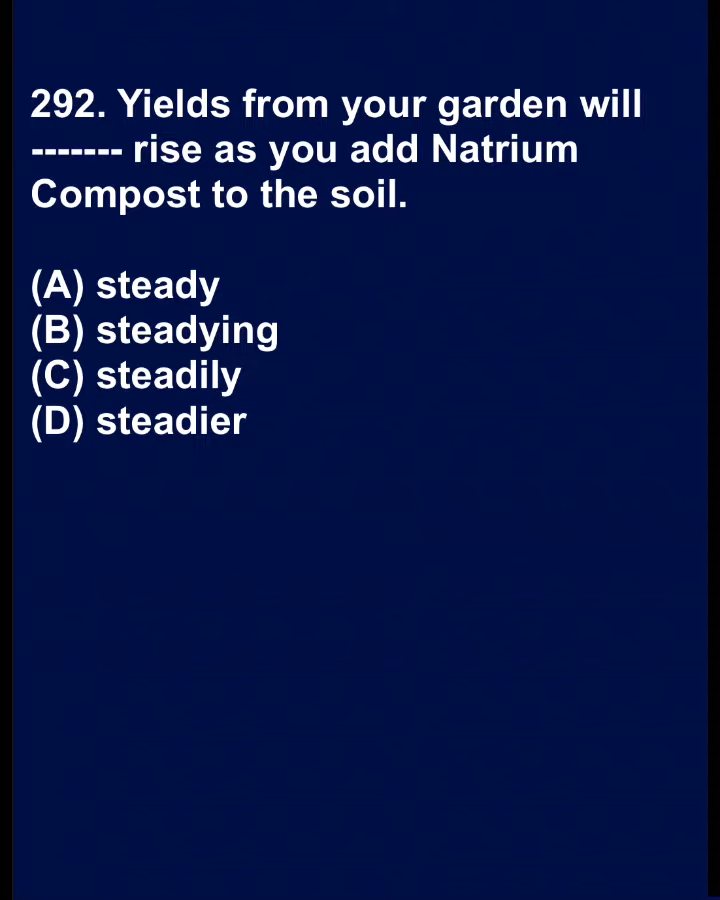 292. Yields from your garden will
------- rise as you add Natrium
Compost to the soil.
(A) steady
(B) steadying
(C) steadily
(D) steadier